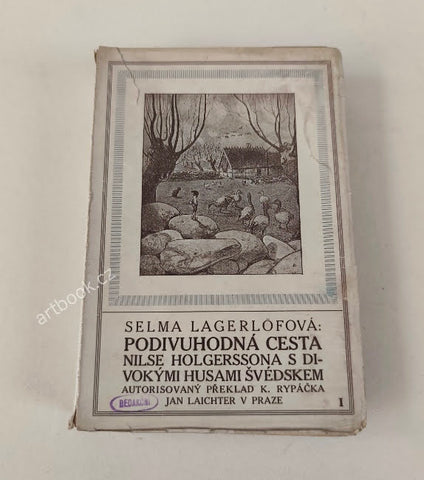 SELMA LAGERLÖFOVÁ:
PODIVUHODNÁ CESTA
NILSE HOLGERSSONA S DI-
VOKÝMI HUSAMI ŠVÉDSKEM
AUTORISOVANÝ PŘEKLAD K. RYPÁČKA
JAN LAICHTER V PRAZE
1
artbook.cz